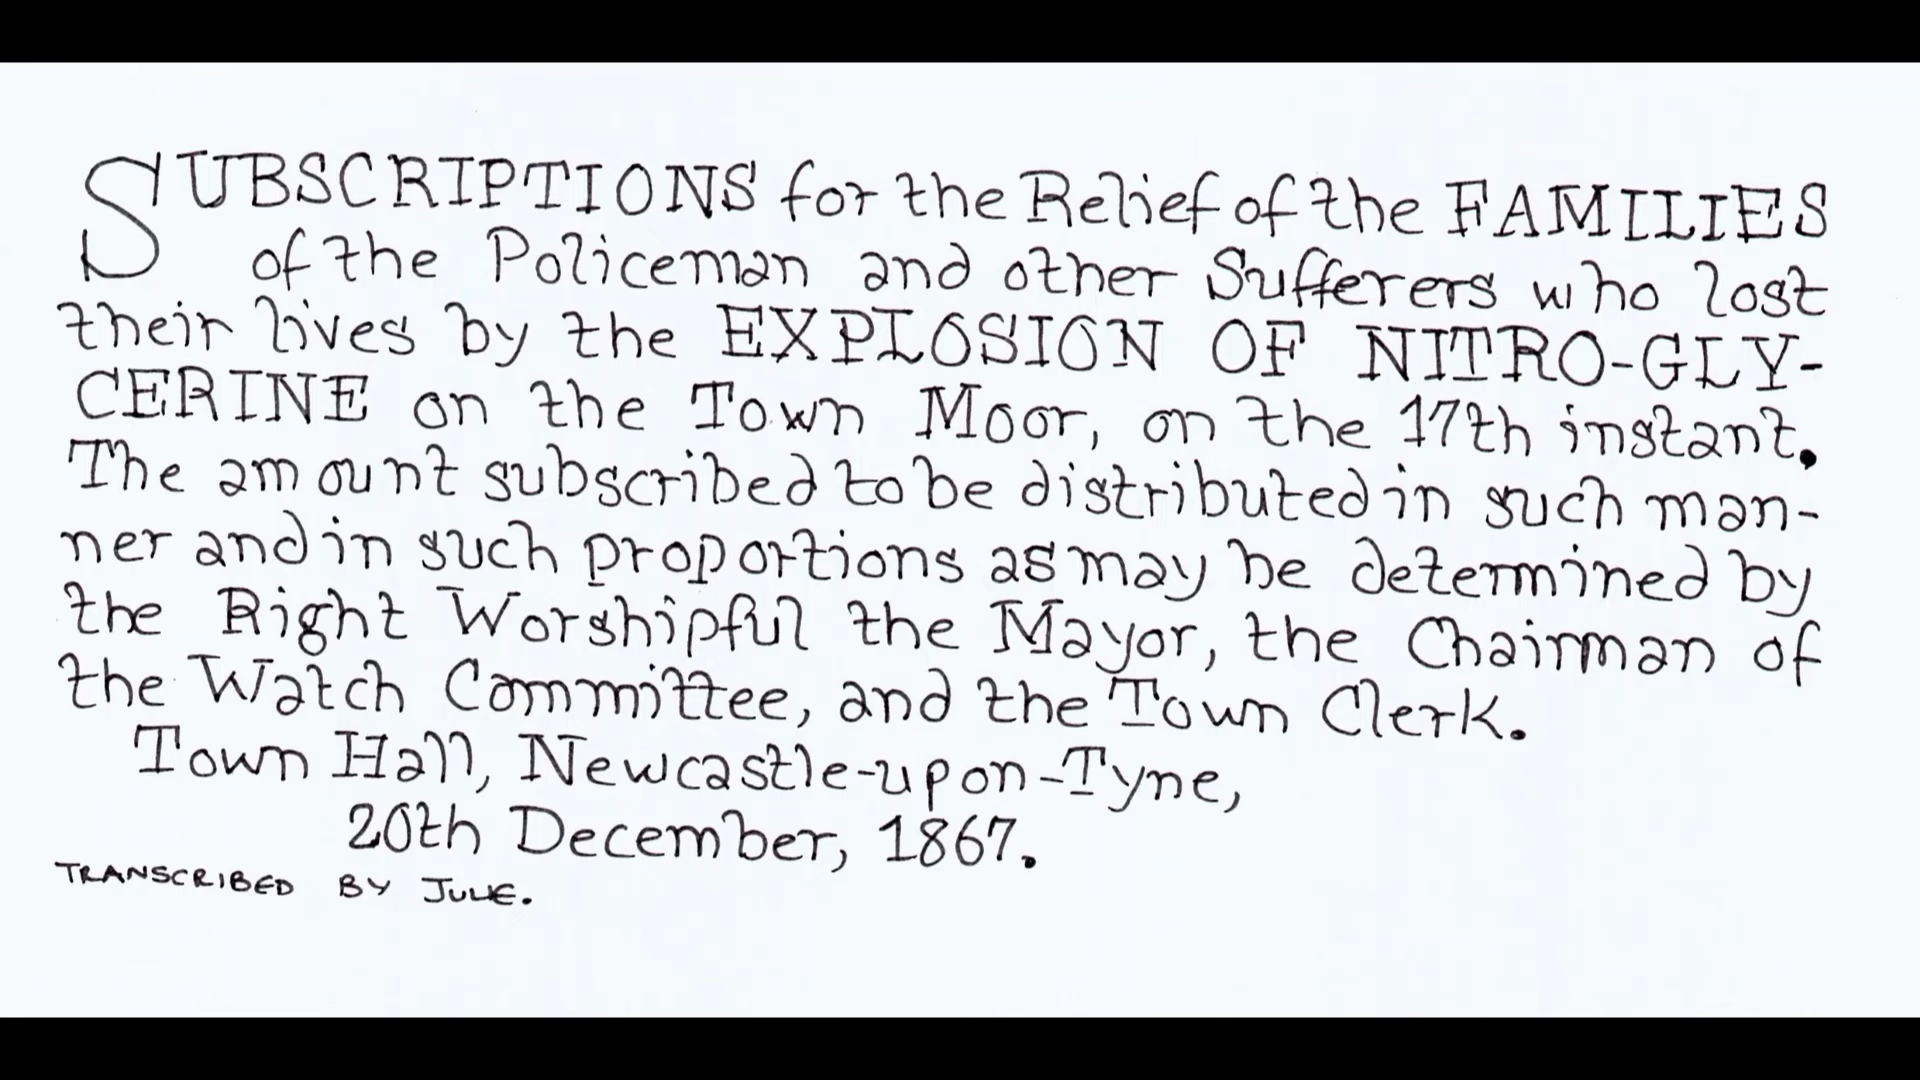 SUBSCRIPTIONS for the Relief of the FAMILIES
of the Policeman and other Sufferers who lost
their lives by the EXPLOSION OF NITRO-GLY-
CERINE on the Town Moor, on the 17th instant.
The amount subscribed to be distributed in such man-
ner and in such proportions as may be determined by
the Right Worshipful the Mayor, the Chairman of
the Watch Committee, and the Town Clerk.
Town Hall, Newcastle-upon-Tyne,
20th December, 1867.
TRANSCRIBED BY JULIE.